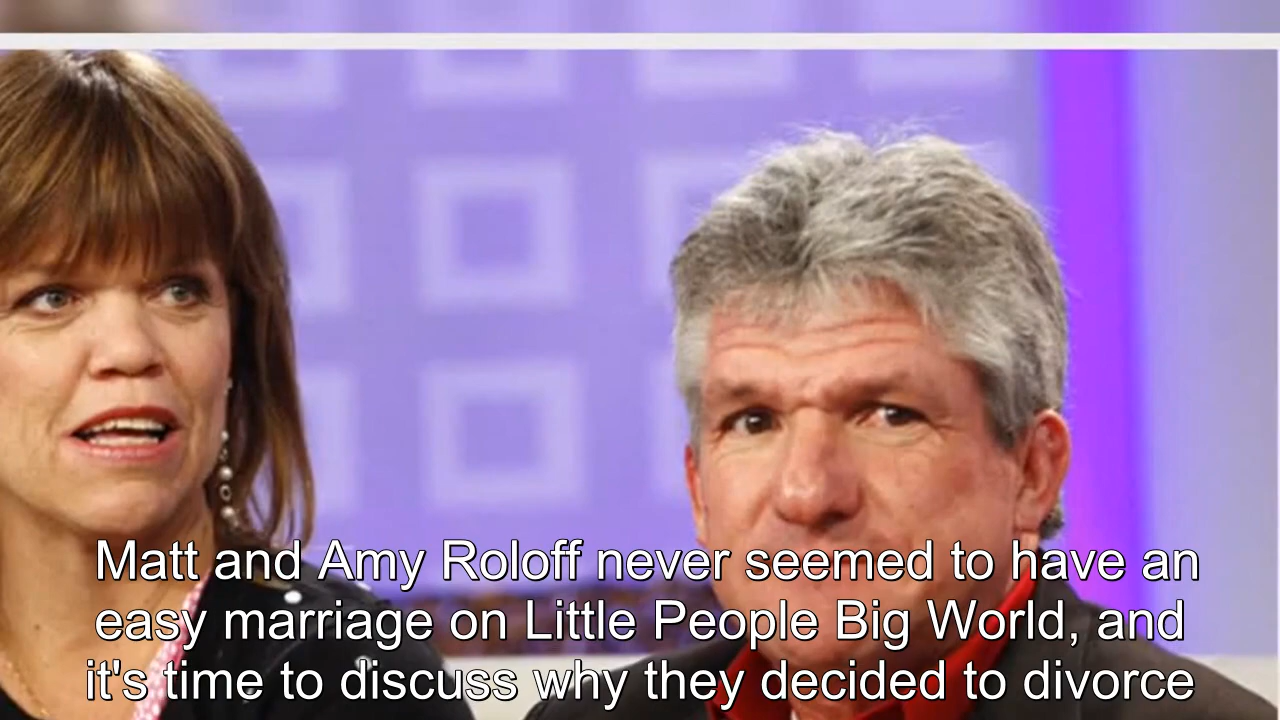 Matt and Amy Roloff never seemed to have an
easy marriage on Little People Big World, and
it's time to discuss why they decided to divorce